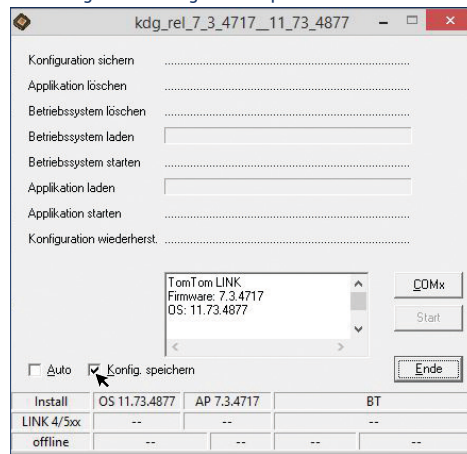 kdg_rel_7_3_4717__11_73_4877
Konfiguration sichern
Applikation löschen
Betriebssystem löschen
Betriebssystem laden
Betriebssystem starten
Applikation laden
Applikation starten
Konfiguration wiederherst.
TomTom LINK
Firmware: 7.3.4717
OS: 11.73.4877
COMx
Start
Auto Konfig. speichern
Ende
Install OS 11.73.4877 AP 7.3.4717 BT
LINK 4/5xx -- -- --
offline -- -- -- --